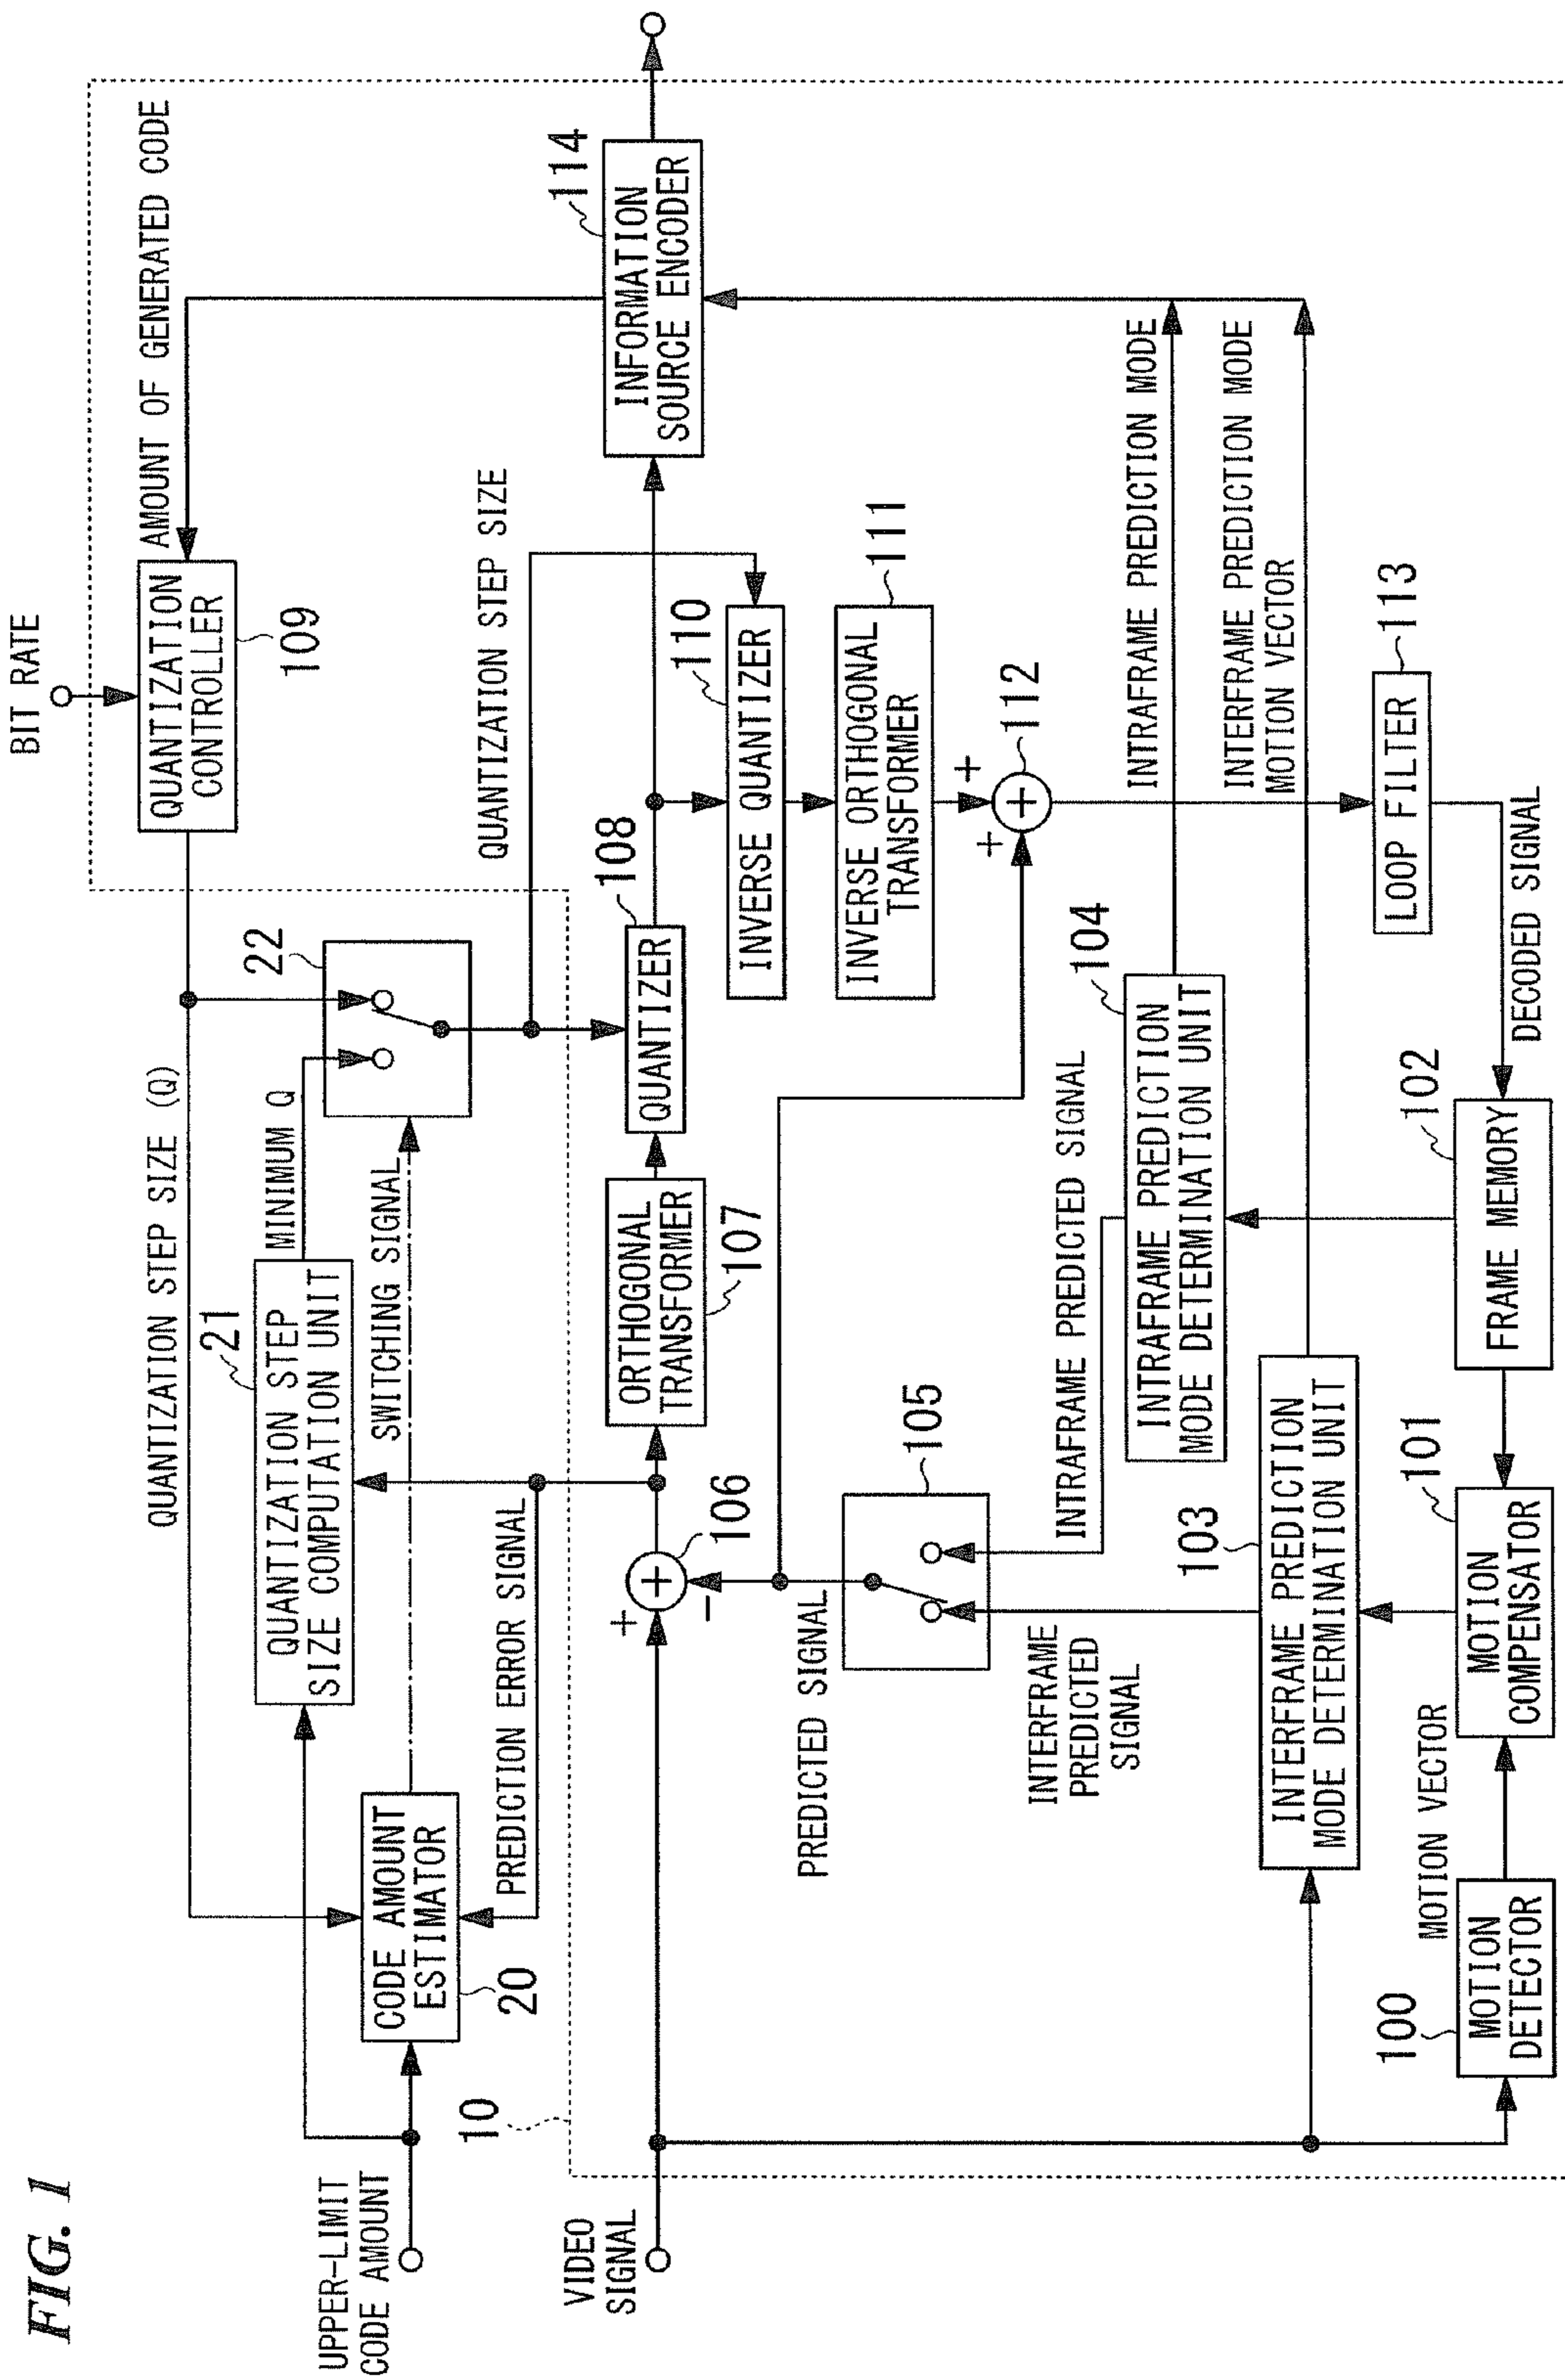 FIG. 1
BIT RATE
QUANTIZATION
CONTROLLER
109
AMOUNT OF GENERATED CODE
QUANTIZATION STEP SIZE (Q)
21
QUANTIZATION STEP
SIZE COMPUTATION UNIT
MINIMUM Q
22
SWITCHING SIGNAL
UPPER-LIMIT
CODE AMOUNT
CODE AMOUNT
ESTIMATOR
20
PREDICTION ERROR SIGNAL
QUANTIZATION STEP SIZE
10
VIDEO
SIGNAL
+
-
+
106
ORTHOGONAL
TRANSFORMER
107
108
QUANTIZER
114
INFORMATION
SOURCE ENCODER
110
INVERSE QUANTIZER
111
INVERSE ORTHOGONAL
TRANSFORMER
PREDICTED SIGNAL
105
+
+
+
112
INTERFRAME
PREDICTED
SIGNAL
INTRAFRAME PREDICTED SIGNAL
104
INTRAFRAME PREDICTION
MODE DETERMINATION UNIT
INTRAFRAME PREDICTION MODE
103
INTERFRAME PREDICTION
MODE DETERMINATION UNIT
INTERFRAME PREDICTION MODE
MOTION VECTOR
113
LOOP FILTER
100
MOTION
DETECTOR
MOTION VECTOR
101
MOTION
COMPENSATOR
102
FRAME MEMORY
DECODED SIGNAL